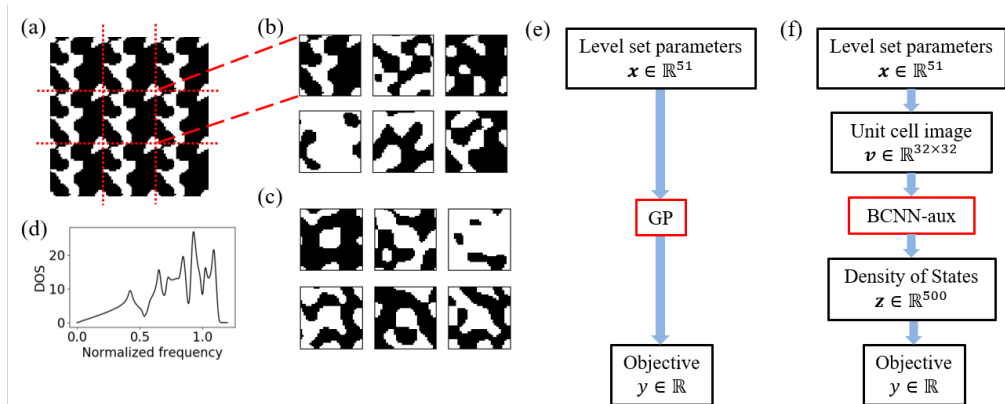 (a)
(b)
(c)
(d)
DOS
20
10
0
0.0 0.5 1.0
Normalized frequency
(e)
Level set parameters
𝒙 ∈ ℝ⁵¹
GP
Objective
𝑦 ∈ ℝ
(f)
Level set parameters
𝒙 ∈ ℝ⁵¹
Unit cell image
𝒗 ∈ ℝ³²ˣ³²
BCNN-aux
Density of States
𝒛 ∈ ℝ⁵⁰⁰
Objective
𝑦 ∈ ℝ